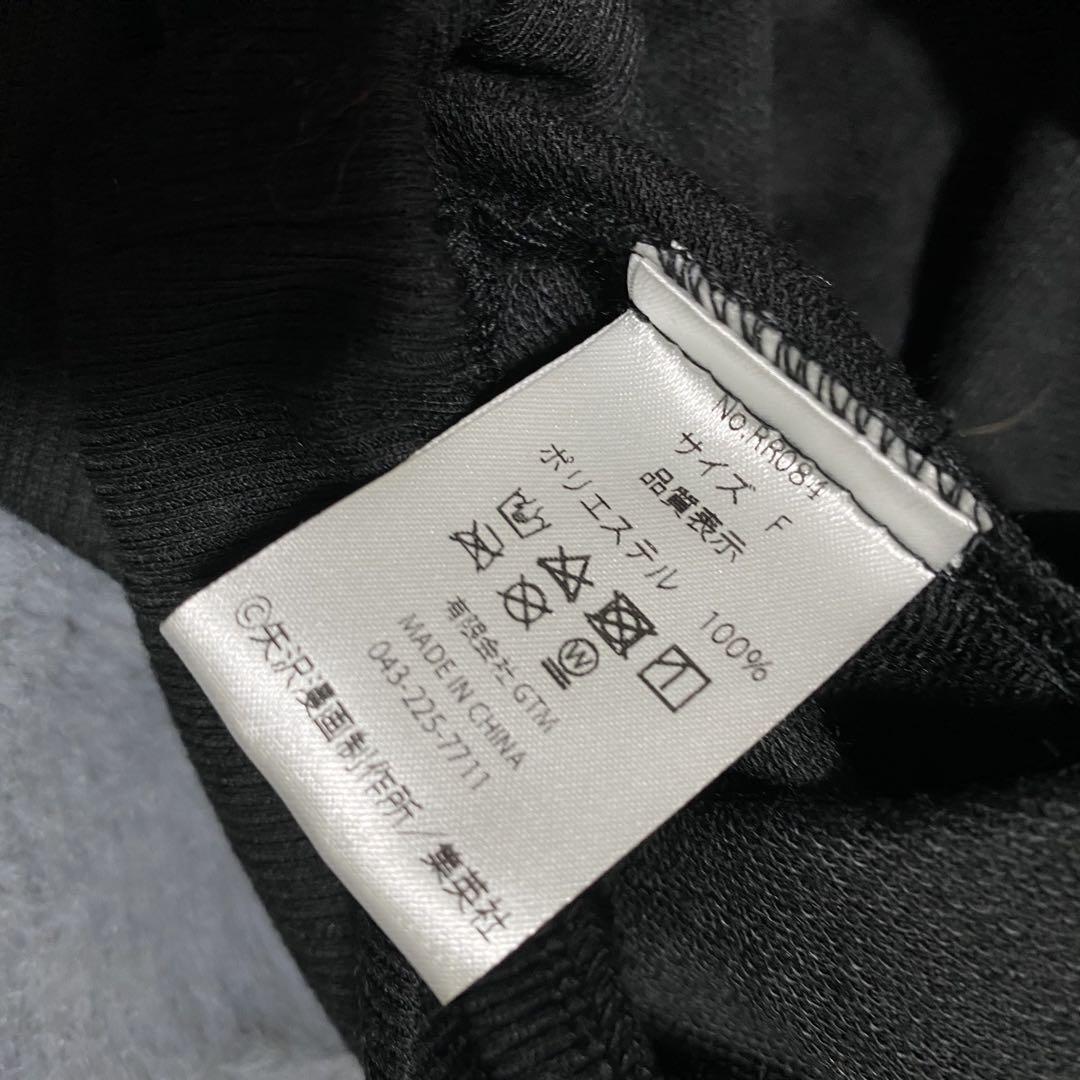 No.RR084
サイズ F
品質表示
ポリエステル 100%
有限会社 GTM
MADE IN CHINA
043-225-7711
©矢沢漫画制作所/集英社